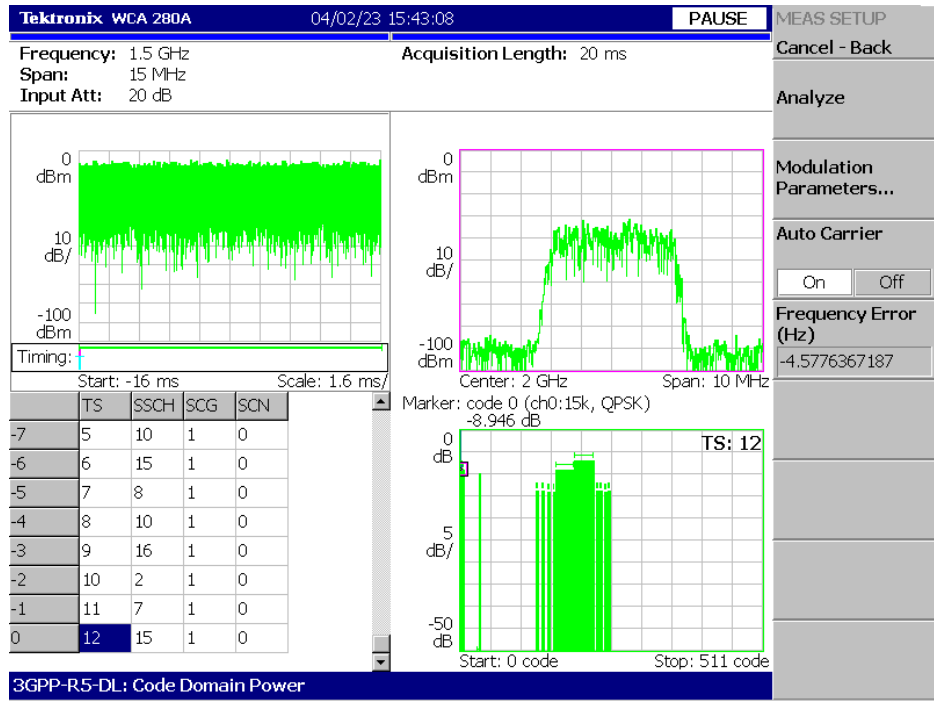 Tektronix WCA 280A 04/02/23 15:43:08 PAUSE
MEAS SETUP
Cancel - Back
Frequency: 1.5 GHz
Span: 15 MHz
Input Att: 20 dB
Acquisition Length: 20 ms
Analyze
Modulation
Parameters...
Auto Carrier
On Off
Frequency Error
(Hz)
-4.5776367187
0
dBm
10
dB/
-100
dBm
Timing:
Start: -16 ms Scale: 1.6 ms/
0
dBm
10
dB/
-100
dBm
Center: 2 GHz Span: 10 MHz
TS SSCH SCG SCN
-7 5 10 1 0
-6 6 15 1 0
-5 7 8 1 0
-4 8 10 1 0
-3 9 16 1 0
-2 10 2 1 0
-1 11 7 1 0
0 12 15 1 0
Marker: code 0 (ch0:15k, QPSK)
-8.946 dB
0
dB
TS: 12
5
dB/
-50
dB
Start: 0 code Stop: 511 code
3GPP-R5-DL: Code Domain Power